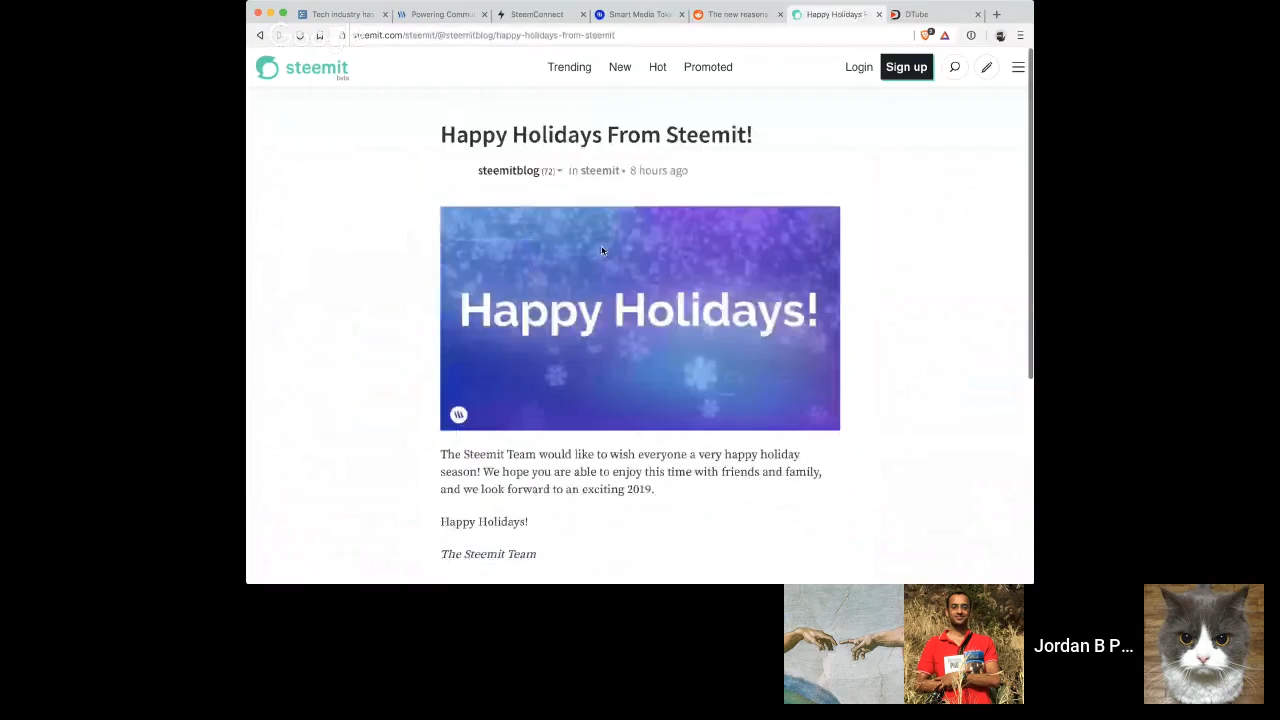 Tech industry has
Powering Commu
SteemConnect
Smart Media Tok
The new reasons
Happy Holidays F
DTube
steemit.com/steemit/@steemitblog/happy-holidays-from-steemit
steemit
beta
Trending
New
Hot
Promoted
Login
Sign up
Happy Holidays From Steemit!
steemitblog (72) in steemit • 8 hours ago
Happy Holidays!
The Steemit Team would like to wish everyone a very happy holiday
season! We hope you are able to enjoy this time with friends and family,
and we look forward to an exciting 2019.
Happy Holidays!
The Steemit Team
Jordan B P...